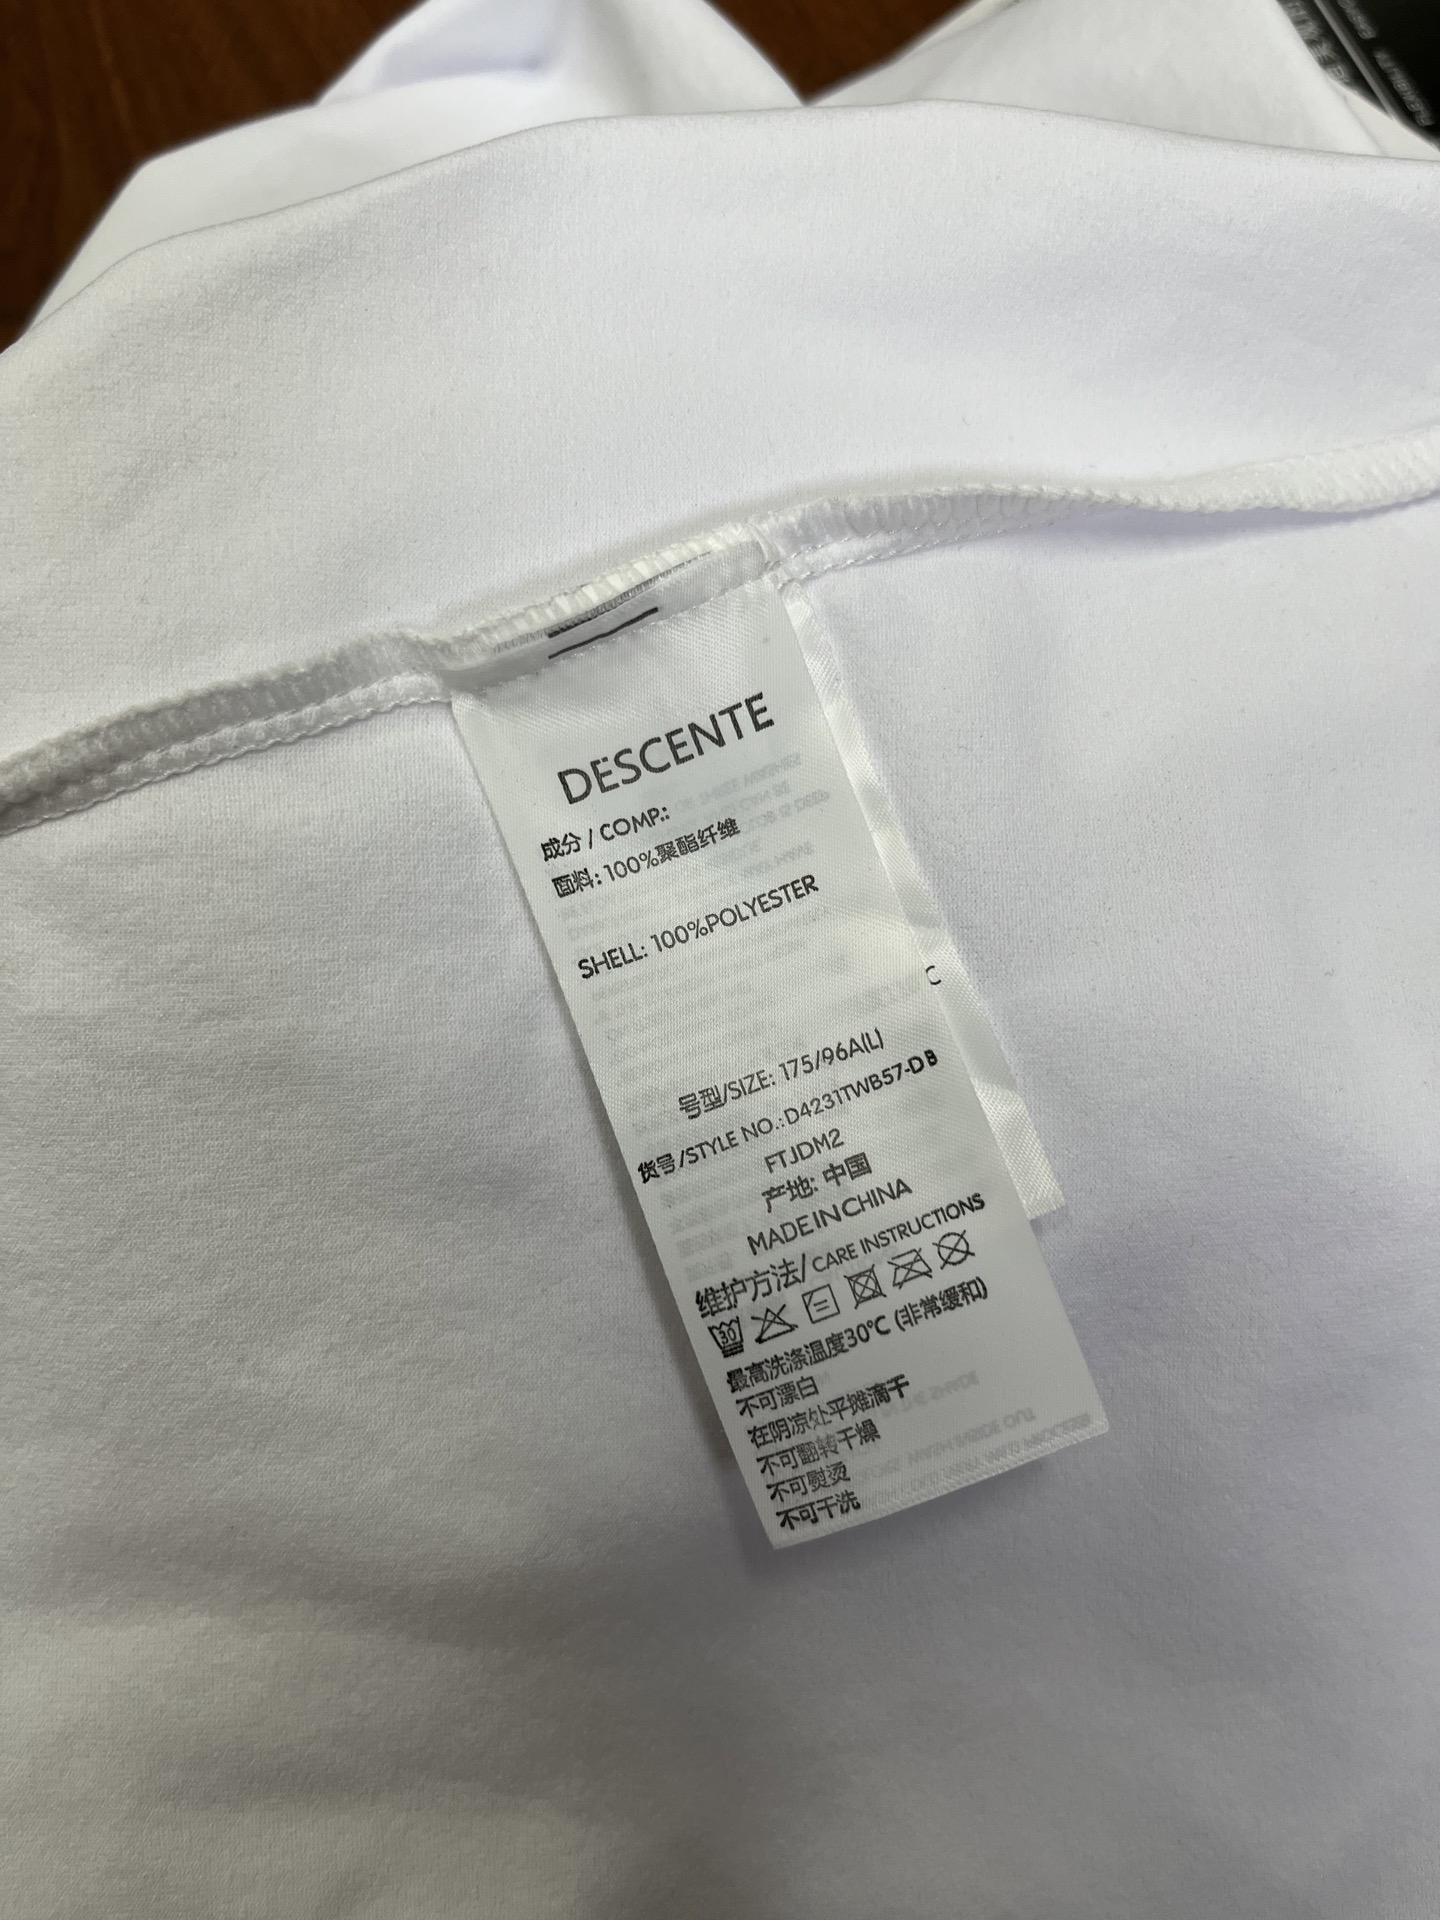 DESCENTE
成分 / COMP.:
面料: 100%聚酯纤维
SHELL: 100%POLYESTER
号型/SIZE: 175/96A(L)
货号/STYLE NO.: D4231TWB57-DB
FTJDM2
产地: 中国
MADE IN CHINA
维护方法/CARE INSTRUCTIONS
30
最高洗涤温度30°C (非常缓和)
不可漂白
在阴凉处平摊滴干
不可翻转干燥
不可熨烫
不可干洗
C